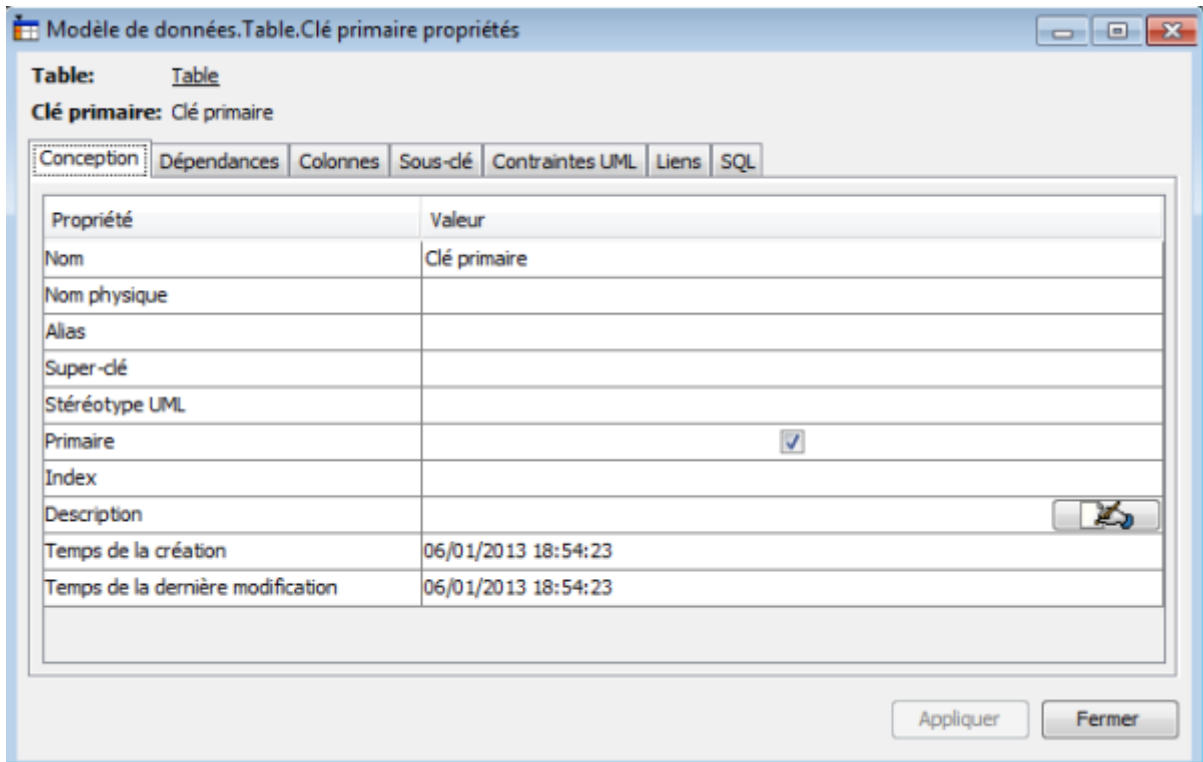 Modèle de données.Table.Clé primaire propriétés
Table: Table
Clé primaire: Clé primaire
Conception Dépendances Colonnes Sous-clé Contraintes UML Liens SQL
Propriété Valeur
Nom Clé primaire
Nom physique
Alias
Super-clé
Stéréotype UML
Primaire
Index
Description
Temps de la création 06/01/2013 18:54:23
Temps de la dernière modification 06/01/2013 18:54:23
Appliquer Fermer